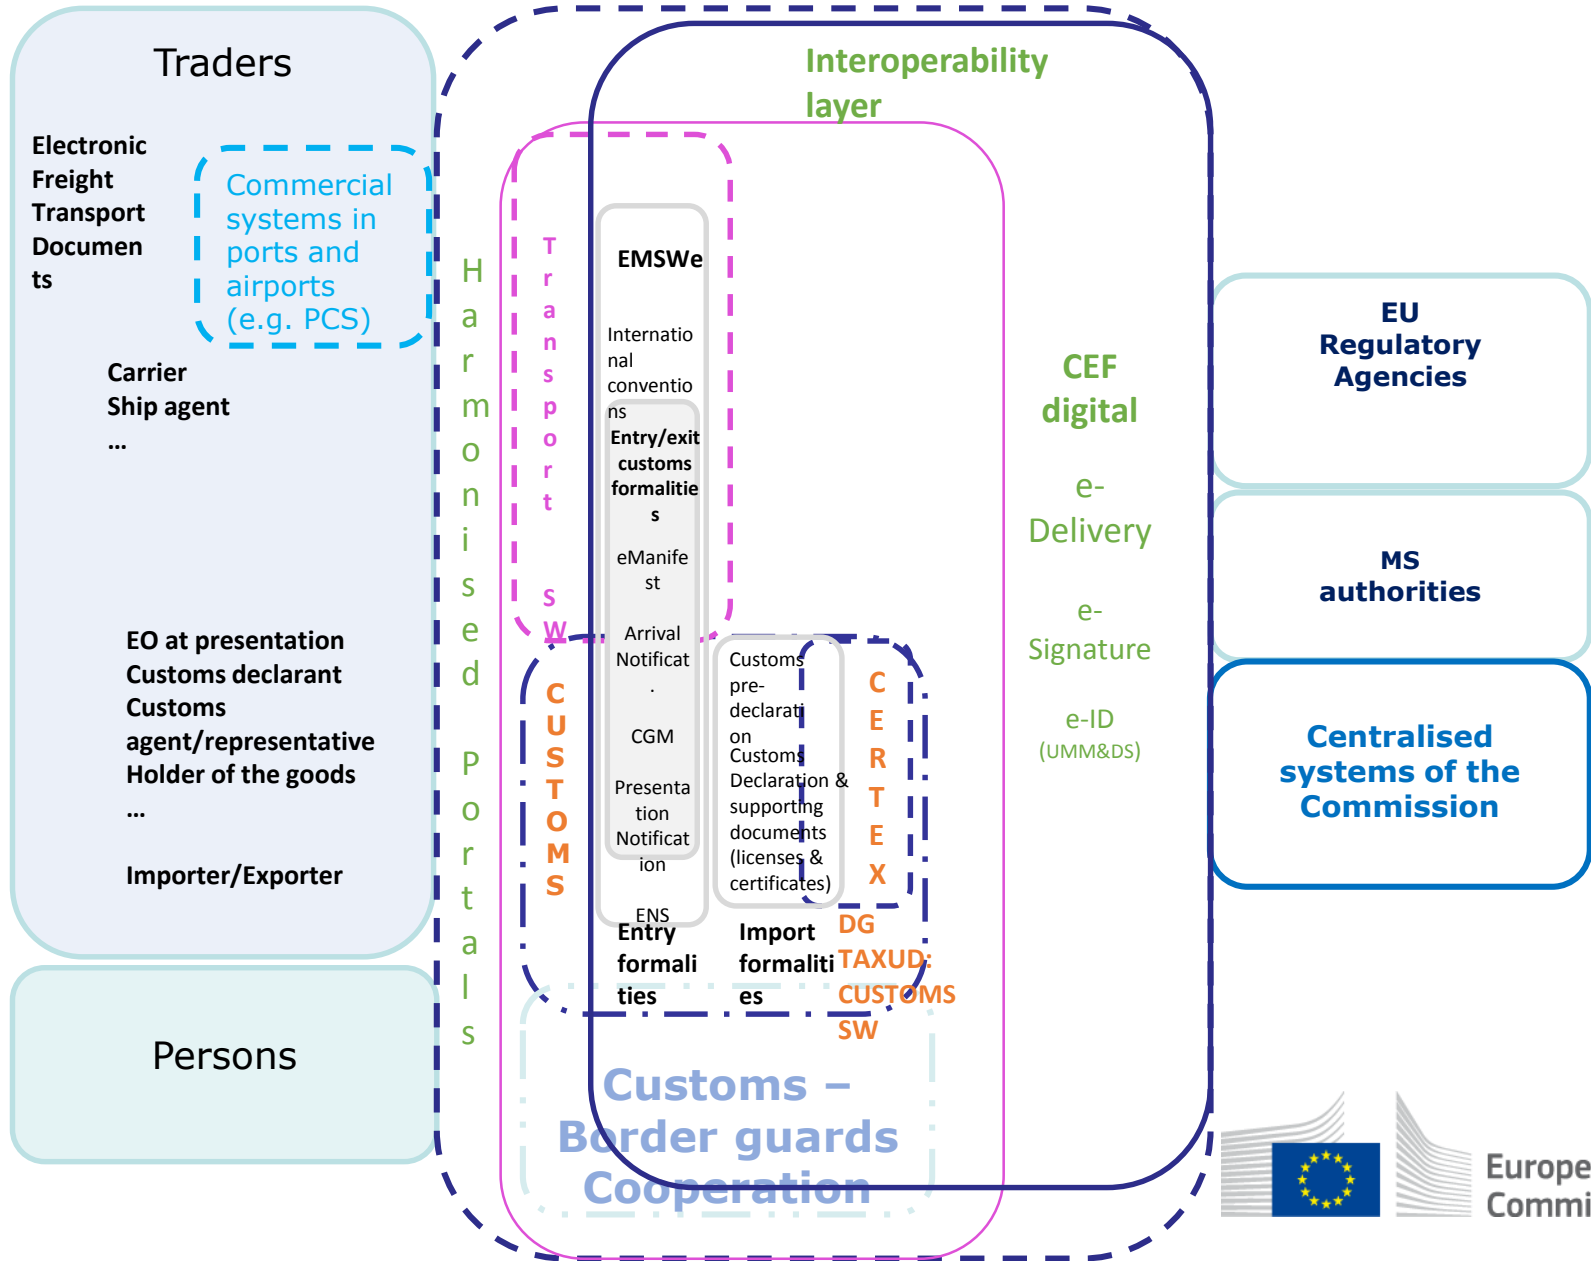 Traders
Electronic
Freight
Transport
Documen
ts
Commercial
systems in
ports and
airports
(e.g. PCS)
Carrier
Ship agent
...
EO at presentation
Customs declarant
Customs
agent/representative
Holder of the goods
...
Importer/Exporter
Persons
Harmonised Portals
Interoperability
layer
Transport SW
EMSWe
Internatio
nal
conventio
ns
Entry/exit
customs
formalitie
s
eManife
st
Arrival
Notificat
.
CGM
Presenta
tion
Notificat
ion
ENS
Entry
formali
ties
CUSTOMS
Customs
pre-
declarati
on
Customs
Declaration &
supporting
documents
(licenses &
certificates)
Import
formaliti
es
CERTEX
DG
TAXUD:
CUSTOMS
SW
Customs –
Border guards
Cooperation
CEF
digital
e-
Delivery
e-
Signature
e-ID
(UMM&DS)
EU
Regulatory
Agencies
MS
authorities
Centralised
systems of the
Commission
Europe
Commi